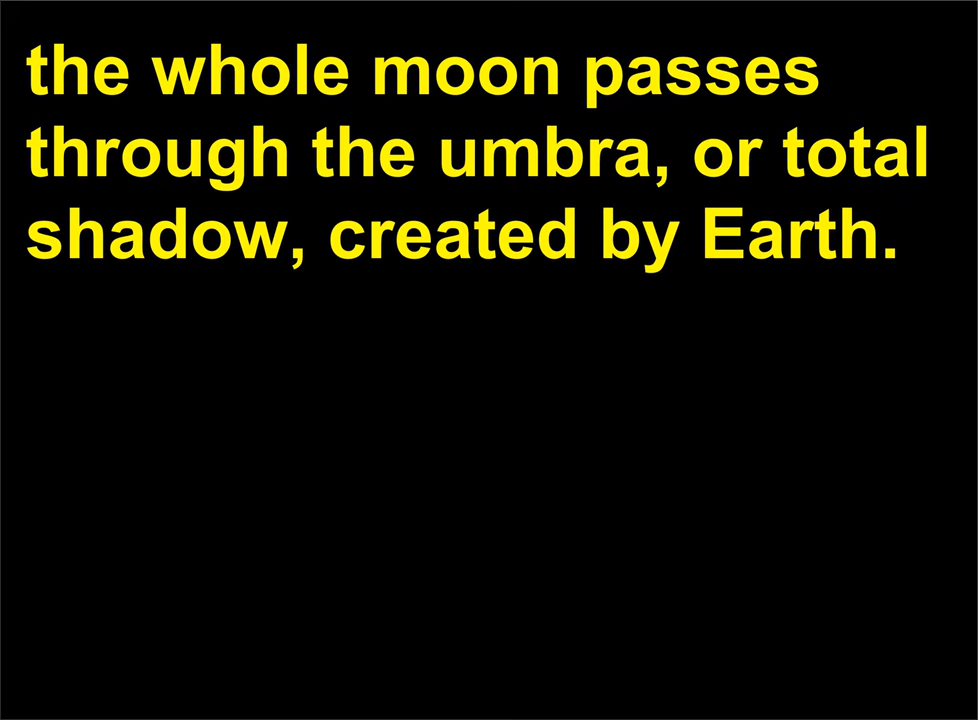 the whole moon passes
through the umbra, or total
shadow, created by Earth.